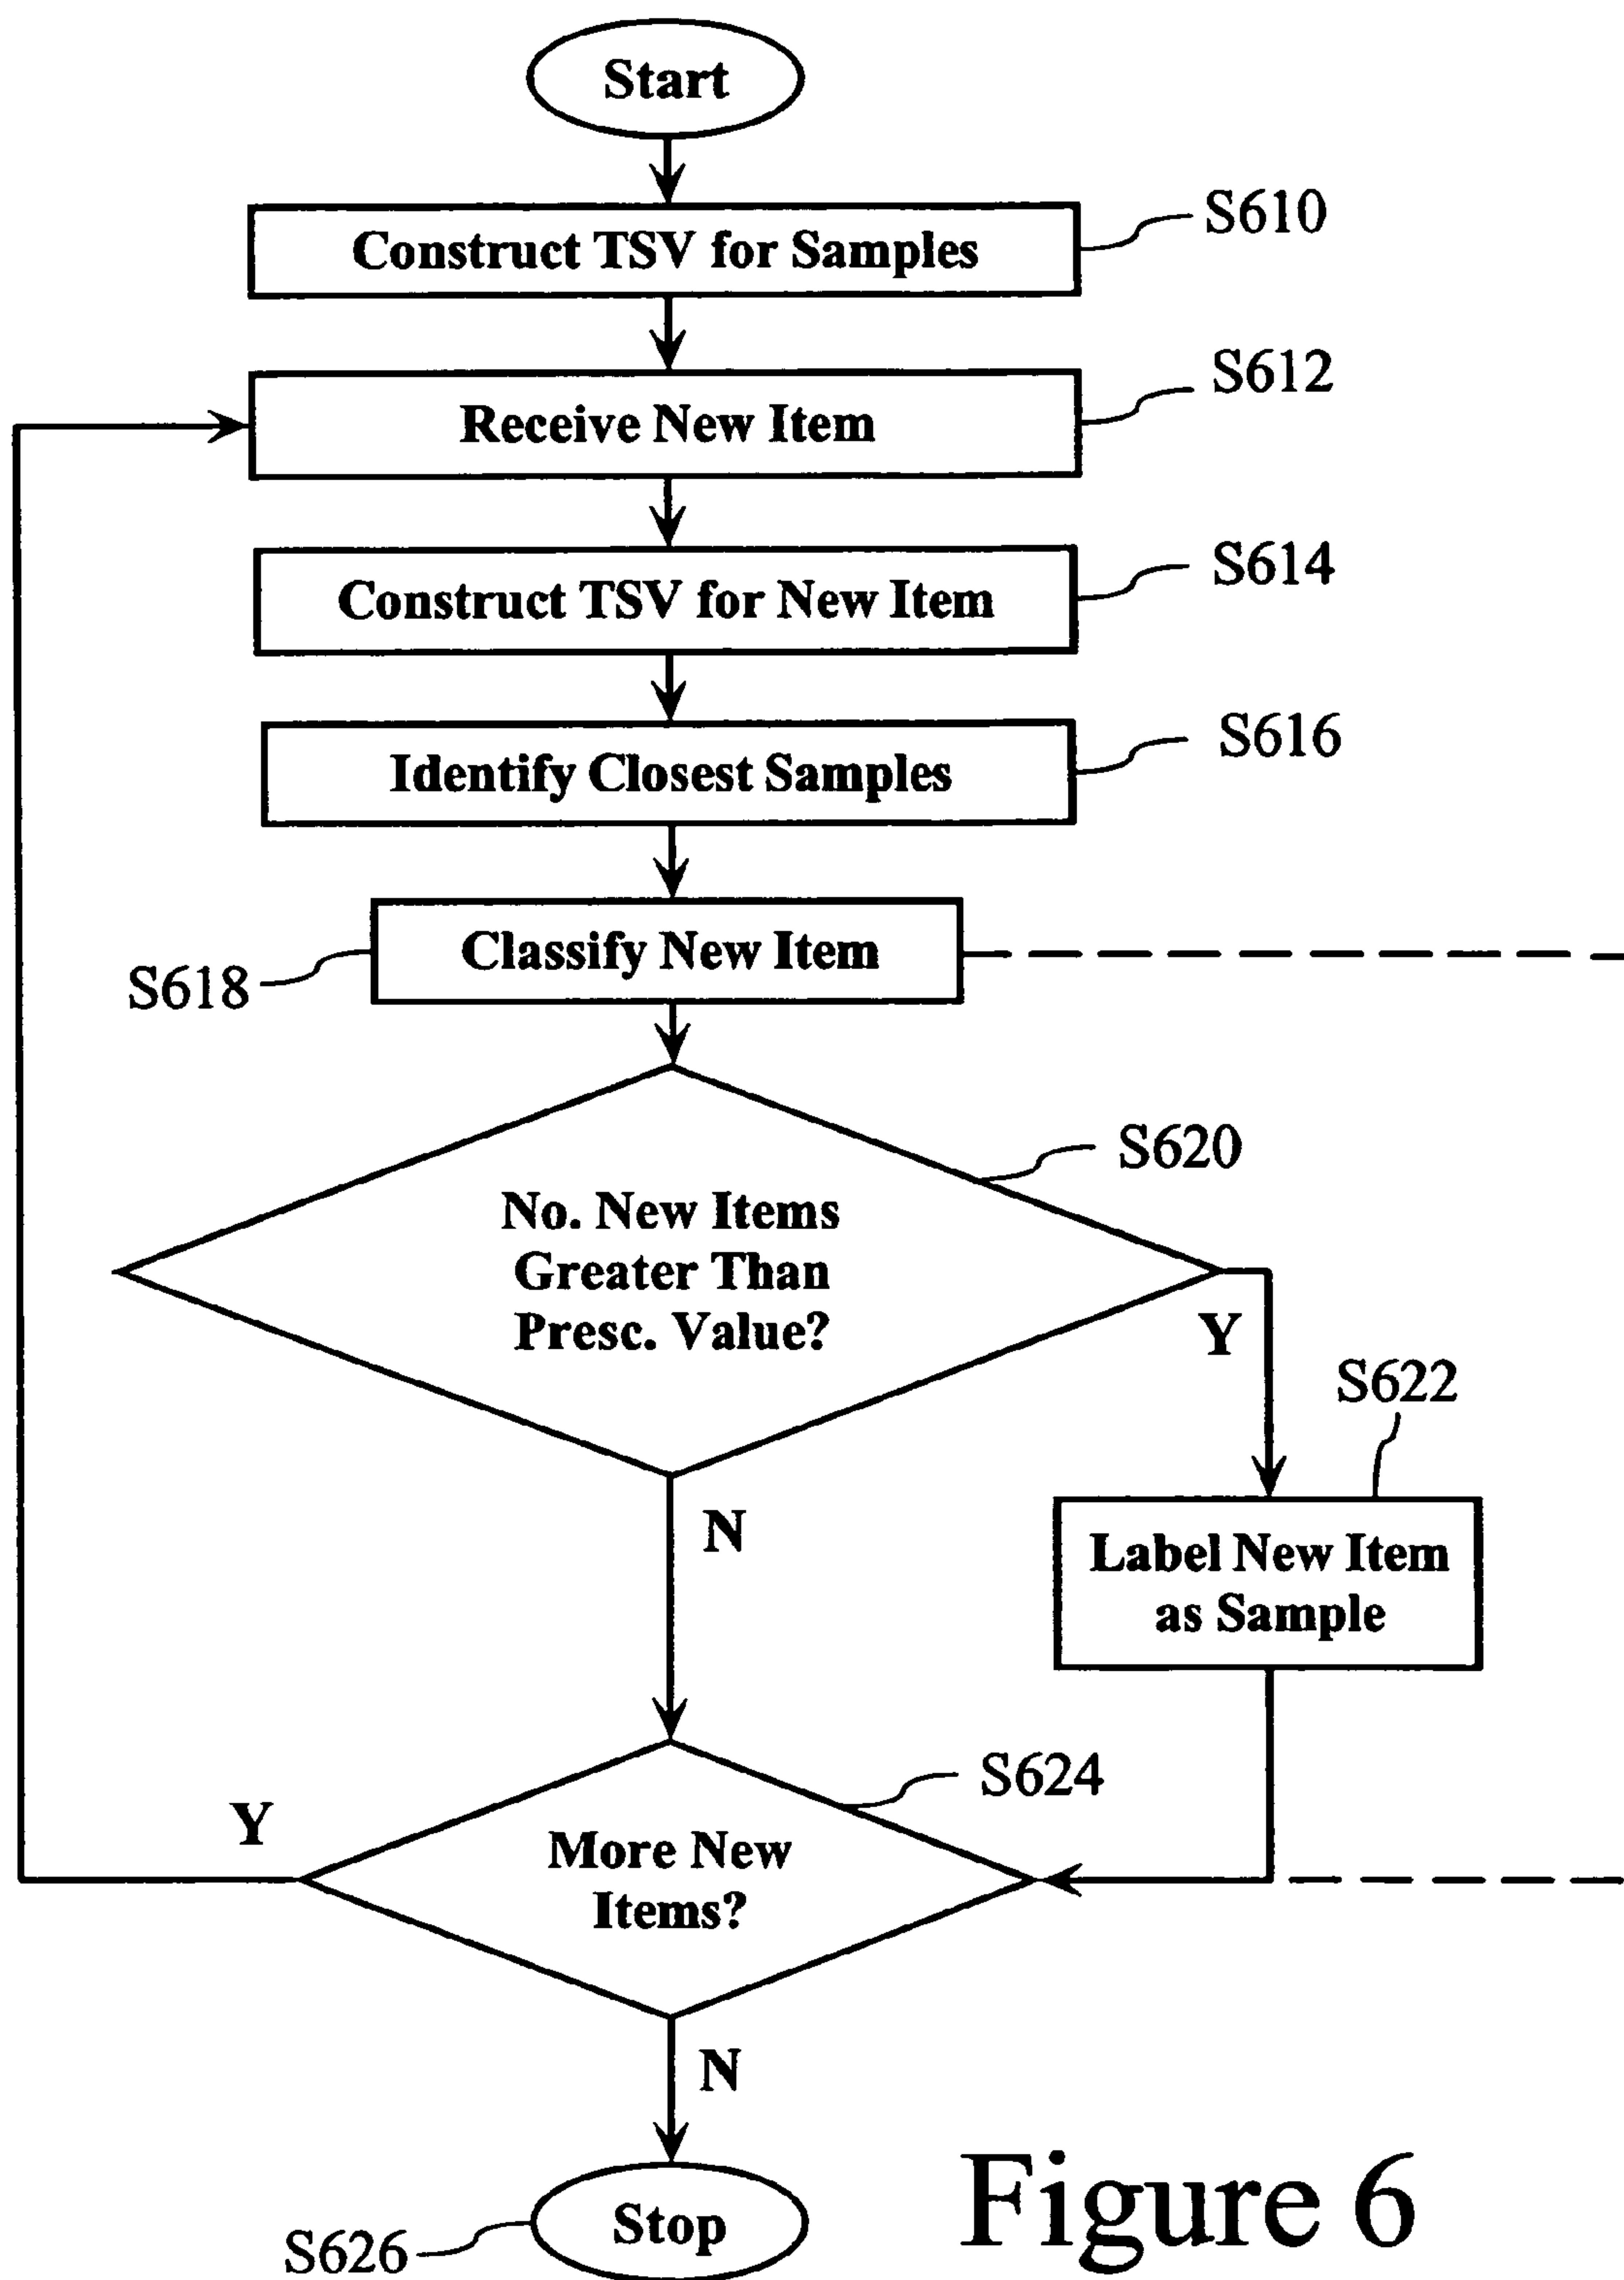 Start
Construct TSV for Samples
S610
Receive New Item
S612
Construct TSV for New Item
S614
Identify Closest Samples
S616
Classify New Item
S618
No. New Items
Greater Than
Presc. Value?
S620
Y
N
S622
Label New Item
as Sample
More New
Items?
S624
Y
N
Stop
S626
Figure 6